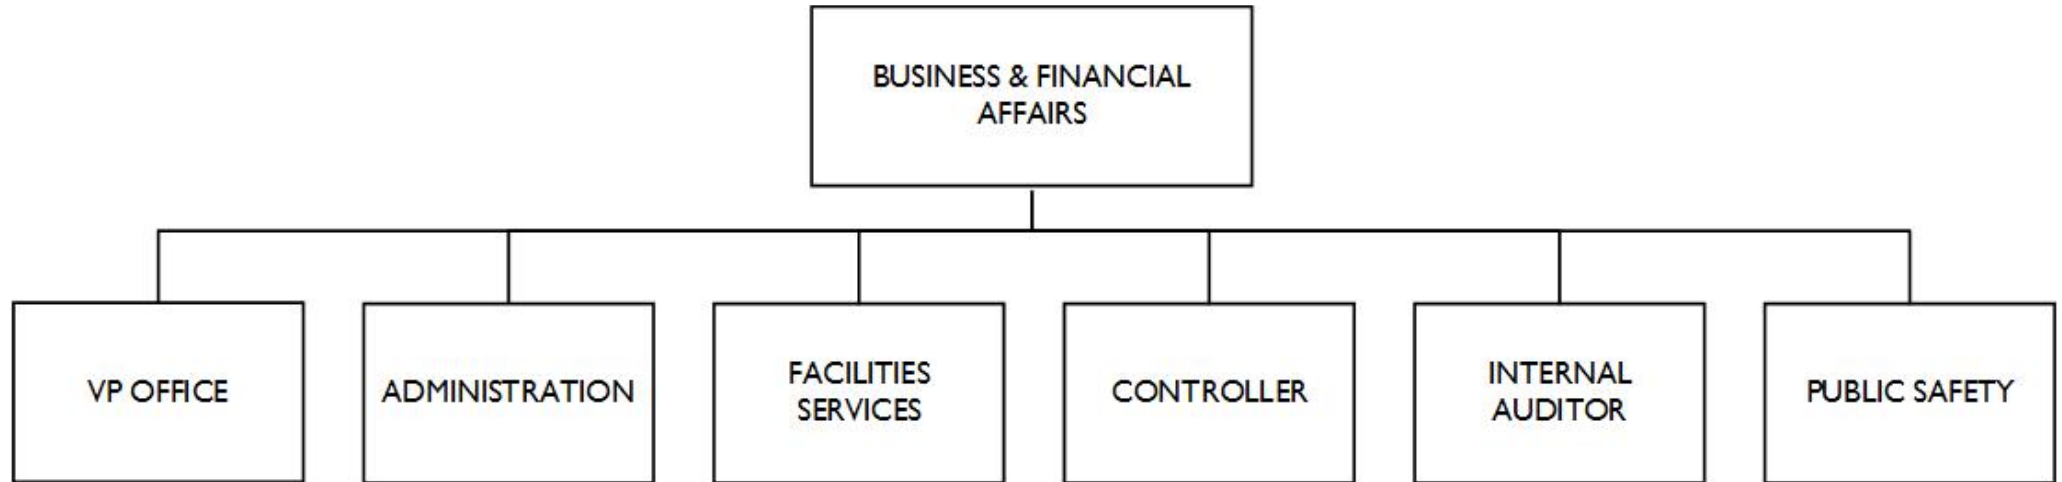 BUSINESS & FINANCIAL
AFFAIRS
VP OFFICE
ADMINISTRATION
FACILITIES
SERVICES
CONTROLLER
INTERNAL
AUDITOR
PUBLIC SAFETY